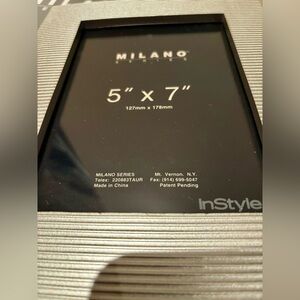 MILANO
SERIES
5" x 7"
127mm x 178mm
MILANO SERIES Mt. Vernon, N.Y.
Telex: 220883TAUR Fax: (914) 699-5047
Made in China Patent Pending
InStyle